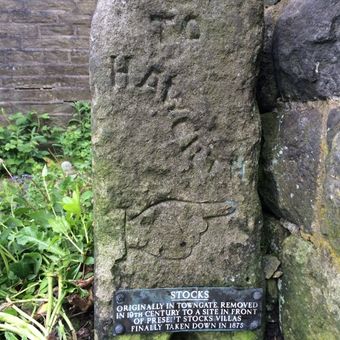 TO
STOCKS
ORIGINALLY IN TOWNGATE, REMOVED
IN 19TH CENTURY TO A SITE IN FRONT
OF PRESENT STOCKS VILLAS
FINALLY TAKEN DOWN IN 1875